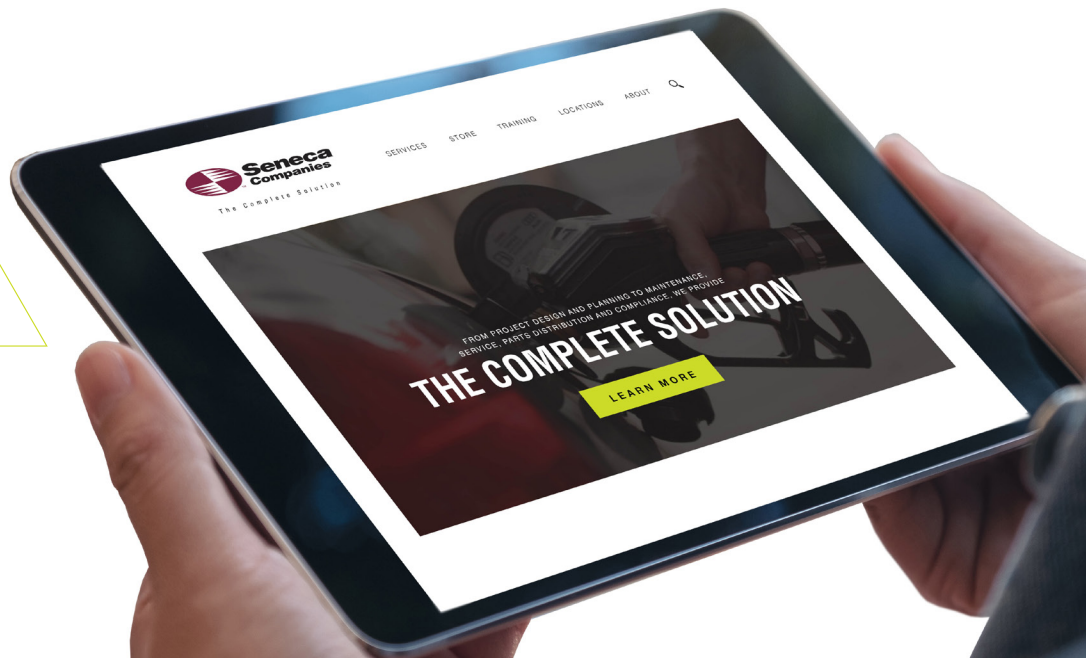 Seneca
Companies
The Complete Solution
SERVICES
STORE
TRAINING
LOCATIONS
ABOUT
FROM PROJECT DESIGN AND PLANNING TO MAINTENANCE,
SERVICE, PARTS DISTRIBUTION AND COMPLIANCE, WE PROVIDE
THE COMPLETE SOLUTION
LEARN MORE